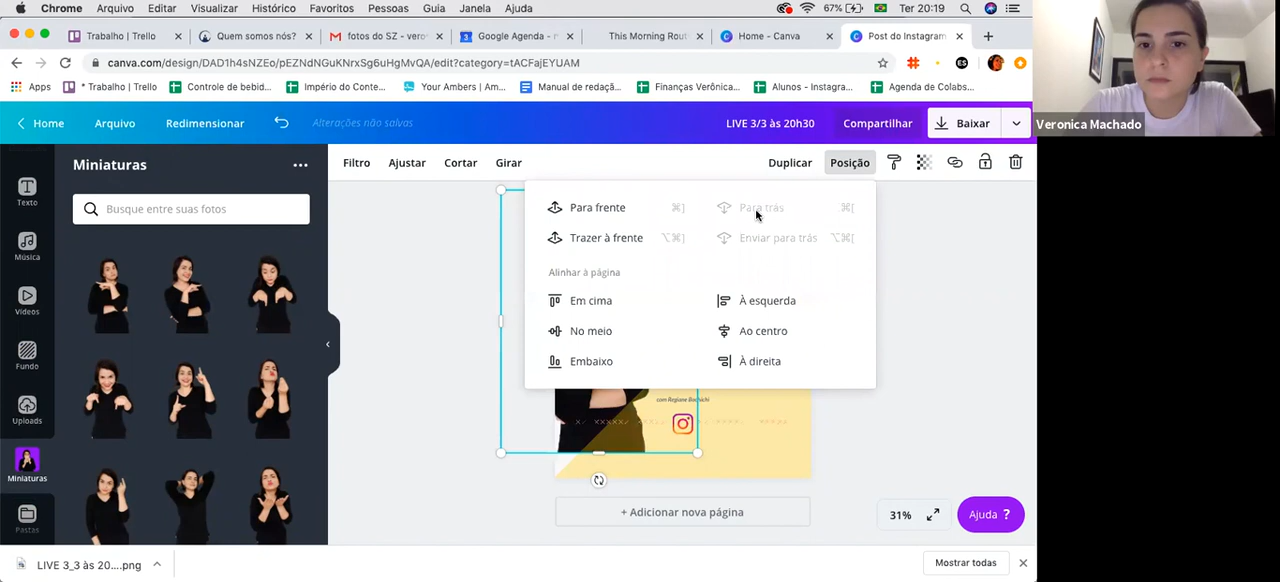 Chrome Arquivo Editar Visualizar Histórico Favoritos Pessoas Guia Janela Ajuda 67% Ter 20:19
Trabalho | Trello Quem somos nós? fotos do SZ - vero Google Agenda - This Morning Rou Home - Canva Post do Instagram
canva.com/design/DAD1h4sNZEo/pEZNdNGuKNrxSg6uHgMvQA/edit?category=tACFajEYUAM
Apps * Trabalho | Trello Controle de bebid... Império do Conte... Your Ambers | Am... Manual de redaçã... Finanças Verônica... Alunos - Instagra... Agenda de Colabs...
Home Arquivo Redimensionar Alterações não salvas LIVE 3/3 às 20h30 Compartilhar Baixar
Veronica Machado
Miniaturas
Filtro Ajustar Cortar Girar Duplicar Posição
Busque entre suas fotos
Texto
Música
Vídeos
Fundo
Uploads
Miniaturas
Pastas
Para frente ⌘] Para trás ⌘[
Trazer à frente ⌥⌘] Enviar para trás ⌥⌘[
Alinhar à página
Em cima À esquerda
No meio Ao centro
Embaixo À direita
+ Adicionar nova página
31%
Ajuda ?
LIVE 3_3 às 20....png
Mostrar todas